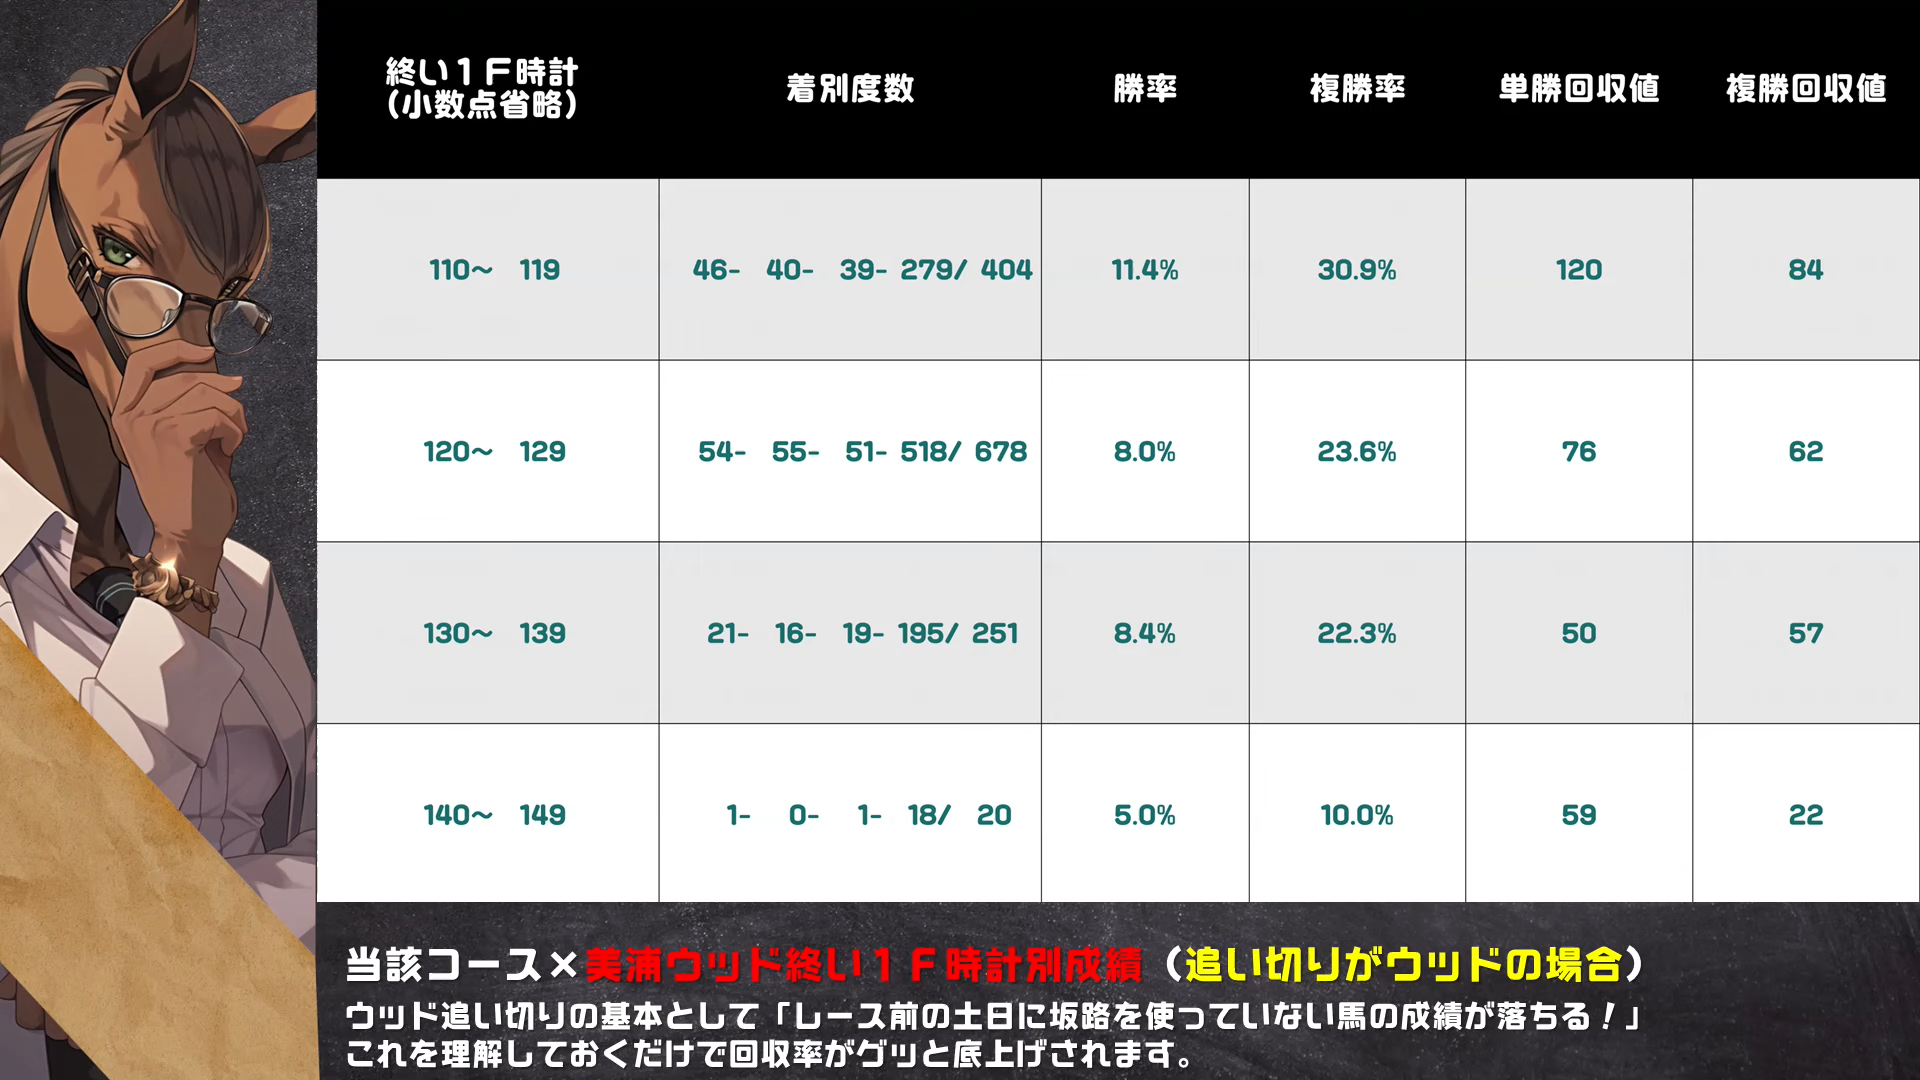 終い１Ｆ時計 着別度数 勝率 複勝率 単勝回収値 複勝回収値
（小数点省略）
110～ 119 46- 40- 39- 279/ 404 11.4% 30.9% 120 84
120～ 129 54- 55- 51- 518/ 678 8.0% 23.6% 76 62
130～ 139 21- 16- 19- 195/ 251 8.4% 22.3% 50 57
140～ 149 1- 0- 1- 18/ 20 5.0% 10.0% 59 22
当該コース×美浦ウッド終い１Ｆ時計別成績（追い切りがウッドの場合）
ウッド追い切りの基本として「レース前の土日に坂路を使っていない馬の成績が落ちる！」
これを理解しておくだけで回収率がグッと底上げされます。